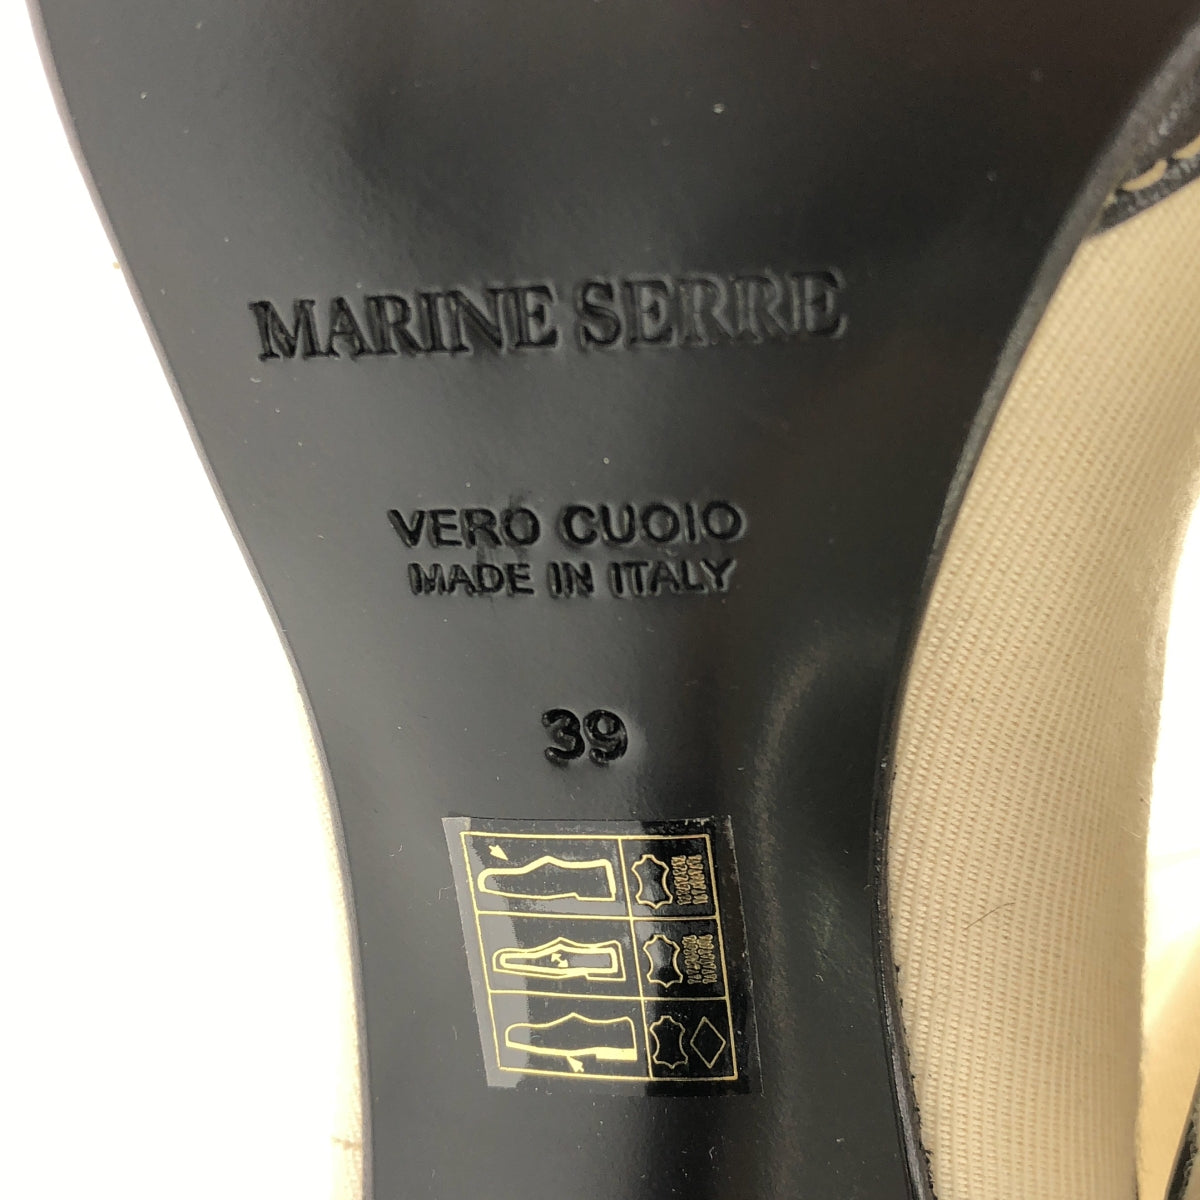 MARINE SERRE
VERO CUOIO
MADE IN ITALY
39